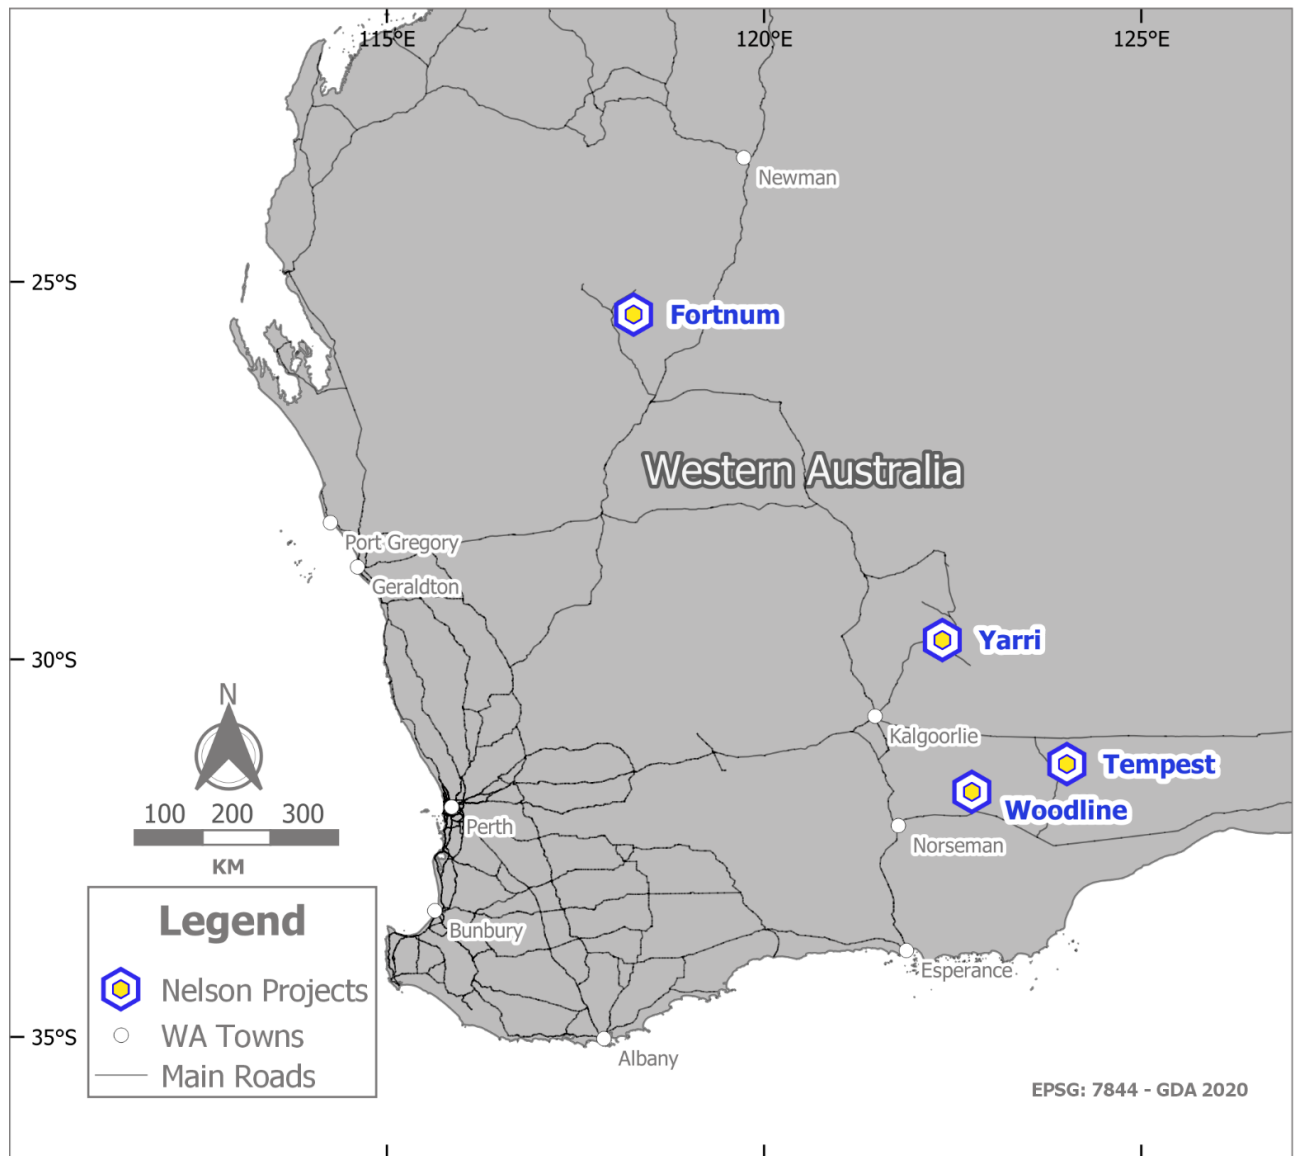 115°E
120°E
125°E
Newman
25°S
Fortnum
Western Australia
Port Gregory
Geraldton
Yarri
30°S
N
Kalgoorlie
Tempest
100 200 300
Woodline
Perth
Norseman
KM
Legend
Bunbury
Esperance
Nelson Projects
WA Towns
35°S
Albany
Main Roads
EPSG: 7844 - GDA 2020